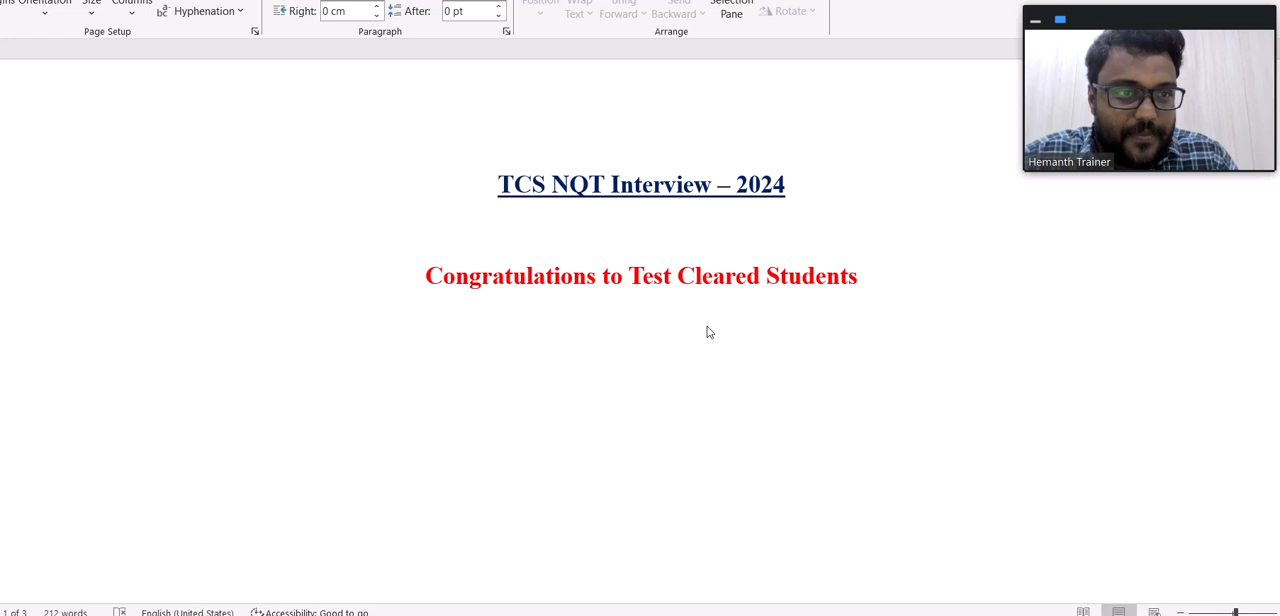 Size
Hyphenation
Right: 0 cm
After: 0 pt
Text
Forward
Backward
Pane
Rotate
Page Setup
Paragraph
Arrange
Hemanth Trainer
TCS NQT Interview – 2024
Congratulations to Test Cleared Students
1 of 3
212 words
English (United States)
Accessibility: Good to go